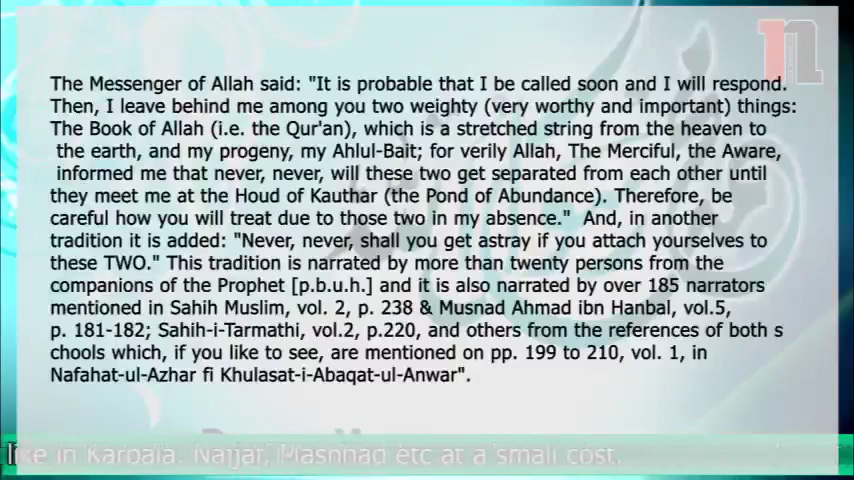 The Messenger of Allah said: "It is probable that I be called soon and I will respond.
Then, I leave behind me among you two weighty (very worthy and important) things:
The Book of Allah (i.e. the Qur'an), which is a stretched string from the heaven to
the earth, and my progeny, my Ahlul-Bait; for verily Allah, The Merciful, the Aware,
informed me that never, never, will these two get separated from each other until
they meet me at the Houd of Kauthar (the Pond of Abundance). Therefore, be
careful how you will treat due to those two in my absence." And, in another
tradition it is added: "Never, never, shall you get astray if you attach yourselves to
these TWO." This tradition is narrated by more than twenty persons from the
companions of the Prophet [p.b.u.h.] and it is also narrated by over 185 narrators
mentioned in Sahih Muslim, vol. 2, p. 238 & Musnad Ahmad ibn Hanbal, vol.5,
p. 181-182; Sahih-i-Tarmathi, vol.2, p.220, and others from the references of both s
chools which, if you like to see, are mentioned on pp. 199 to 210, vol. 1, in
Nafahat-ul-Azhar fi Khulasat-i-Abaqat-ul-Anwar".
like in Karbala, Najjaf, Mashhad etc at a small cost.